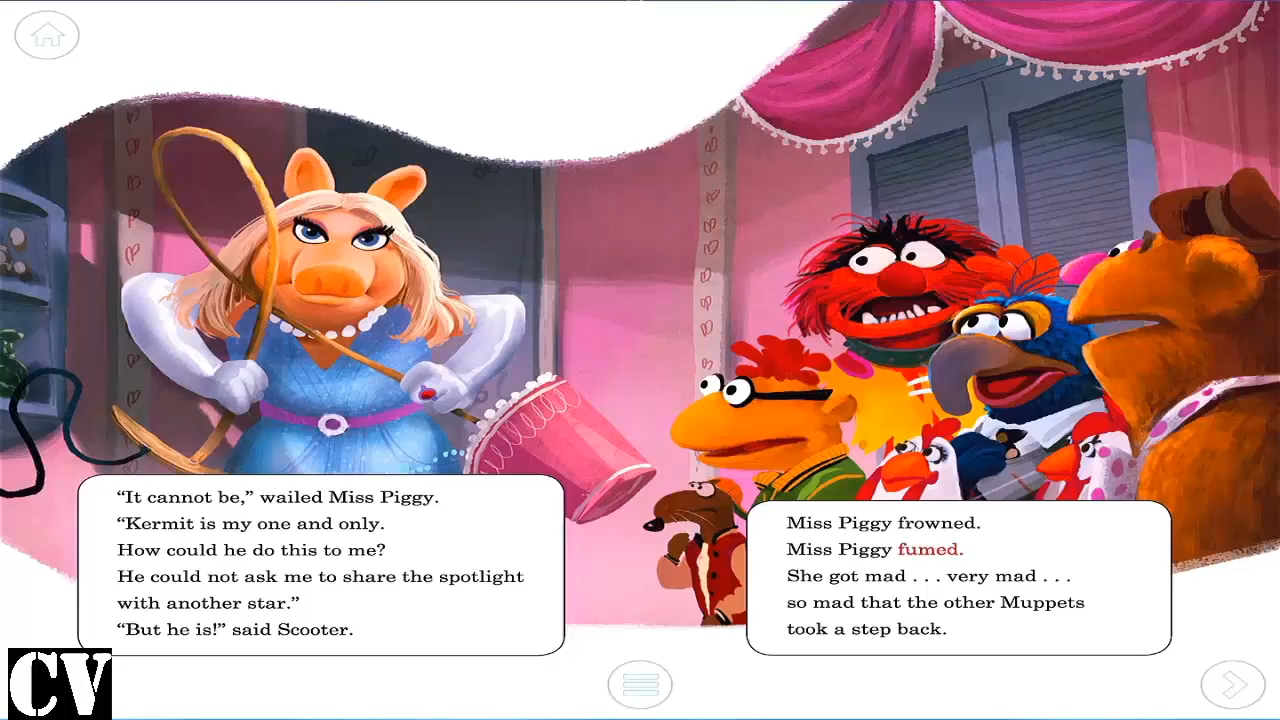 “It cannot be,” wailed Miss Piggy.
“Kermit is my one and only.
How could he do this to me?
He could not ask me to share the spotlight
with another star.”
“But he is!” said Scooter.
Miss Piggy frowned.
Miss Piggy fumed.
She got mad . . . very mad . . .
so mad that the other Muppets
took a step back.
CV